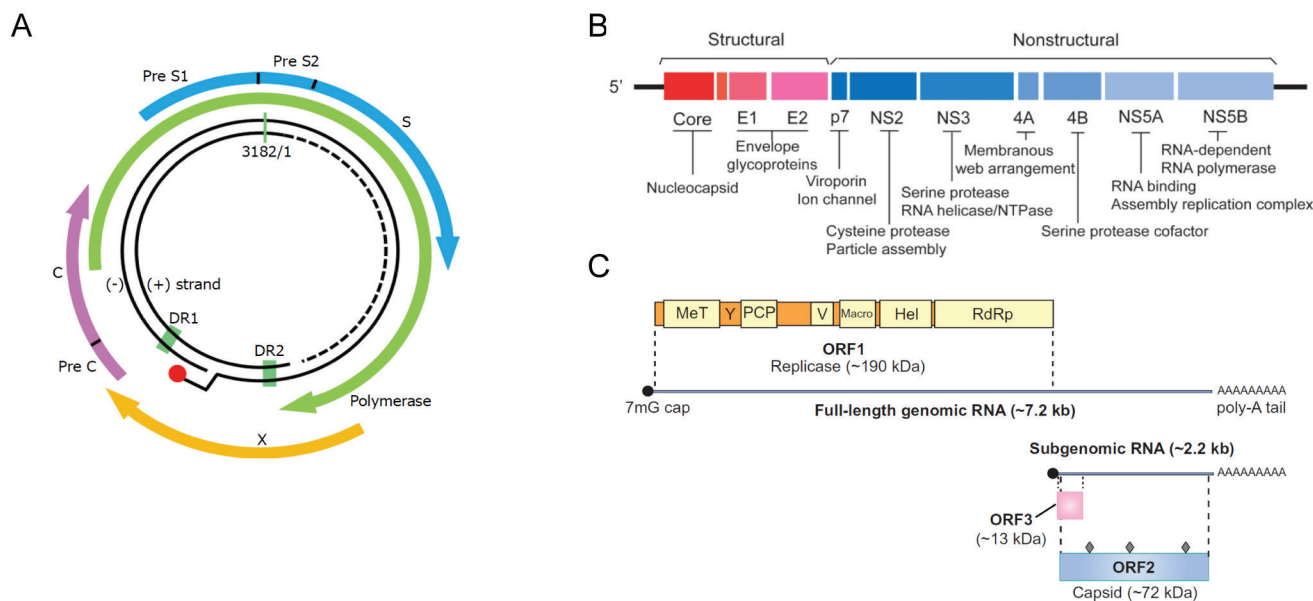 A
Pre S1
Pre S2
S
3182/1
C
(-)
(+) strand
DR1
DR2
Pre C
Polymerase
X
B
Structural
Nonstructural
5'
Core
E1
E2
p7
NS2
NS3
4A
4B
NS5A
NS5B
Nucleocapsid
Envelope
glycoproteins
Viroporin
Ion channel
Cysteine protease
Particle assembly
Serine protease
RNA helicase/NTPase
Membranous
web arrangement
Serine protease cofactor
RNA binding
Assembly replication complex
RNA-dependent
RNA polymerase
C
MeT
Y
PCP
V
Macro
Hel
RdRp
ORF1
Replicase (~190 kDa)
7mG cap
Full-length genomic RNA (~7.2 kb)
AAAAAAAAA
poly-A tail
Subgenomic RNA (~2.2 kb)
AAAAAAAAA
ORF3
(~13 kDa)
ORF2
Capsid (~72 kDa)